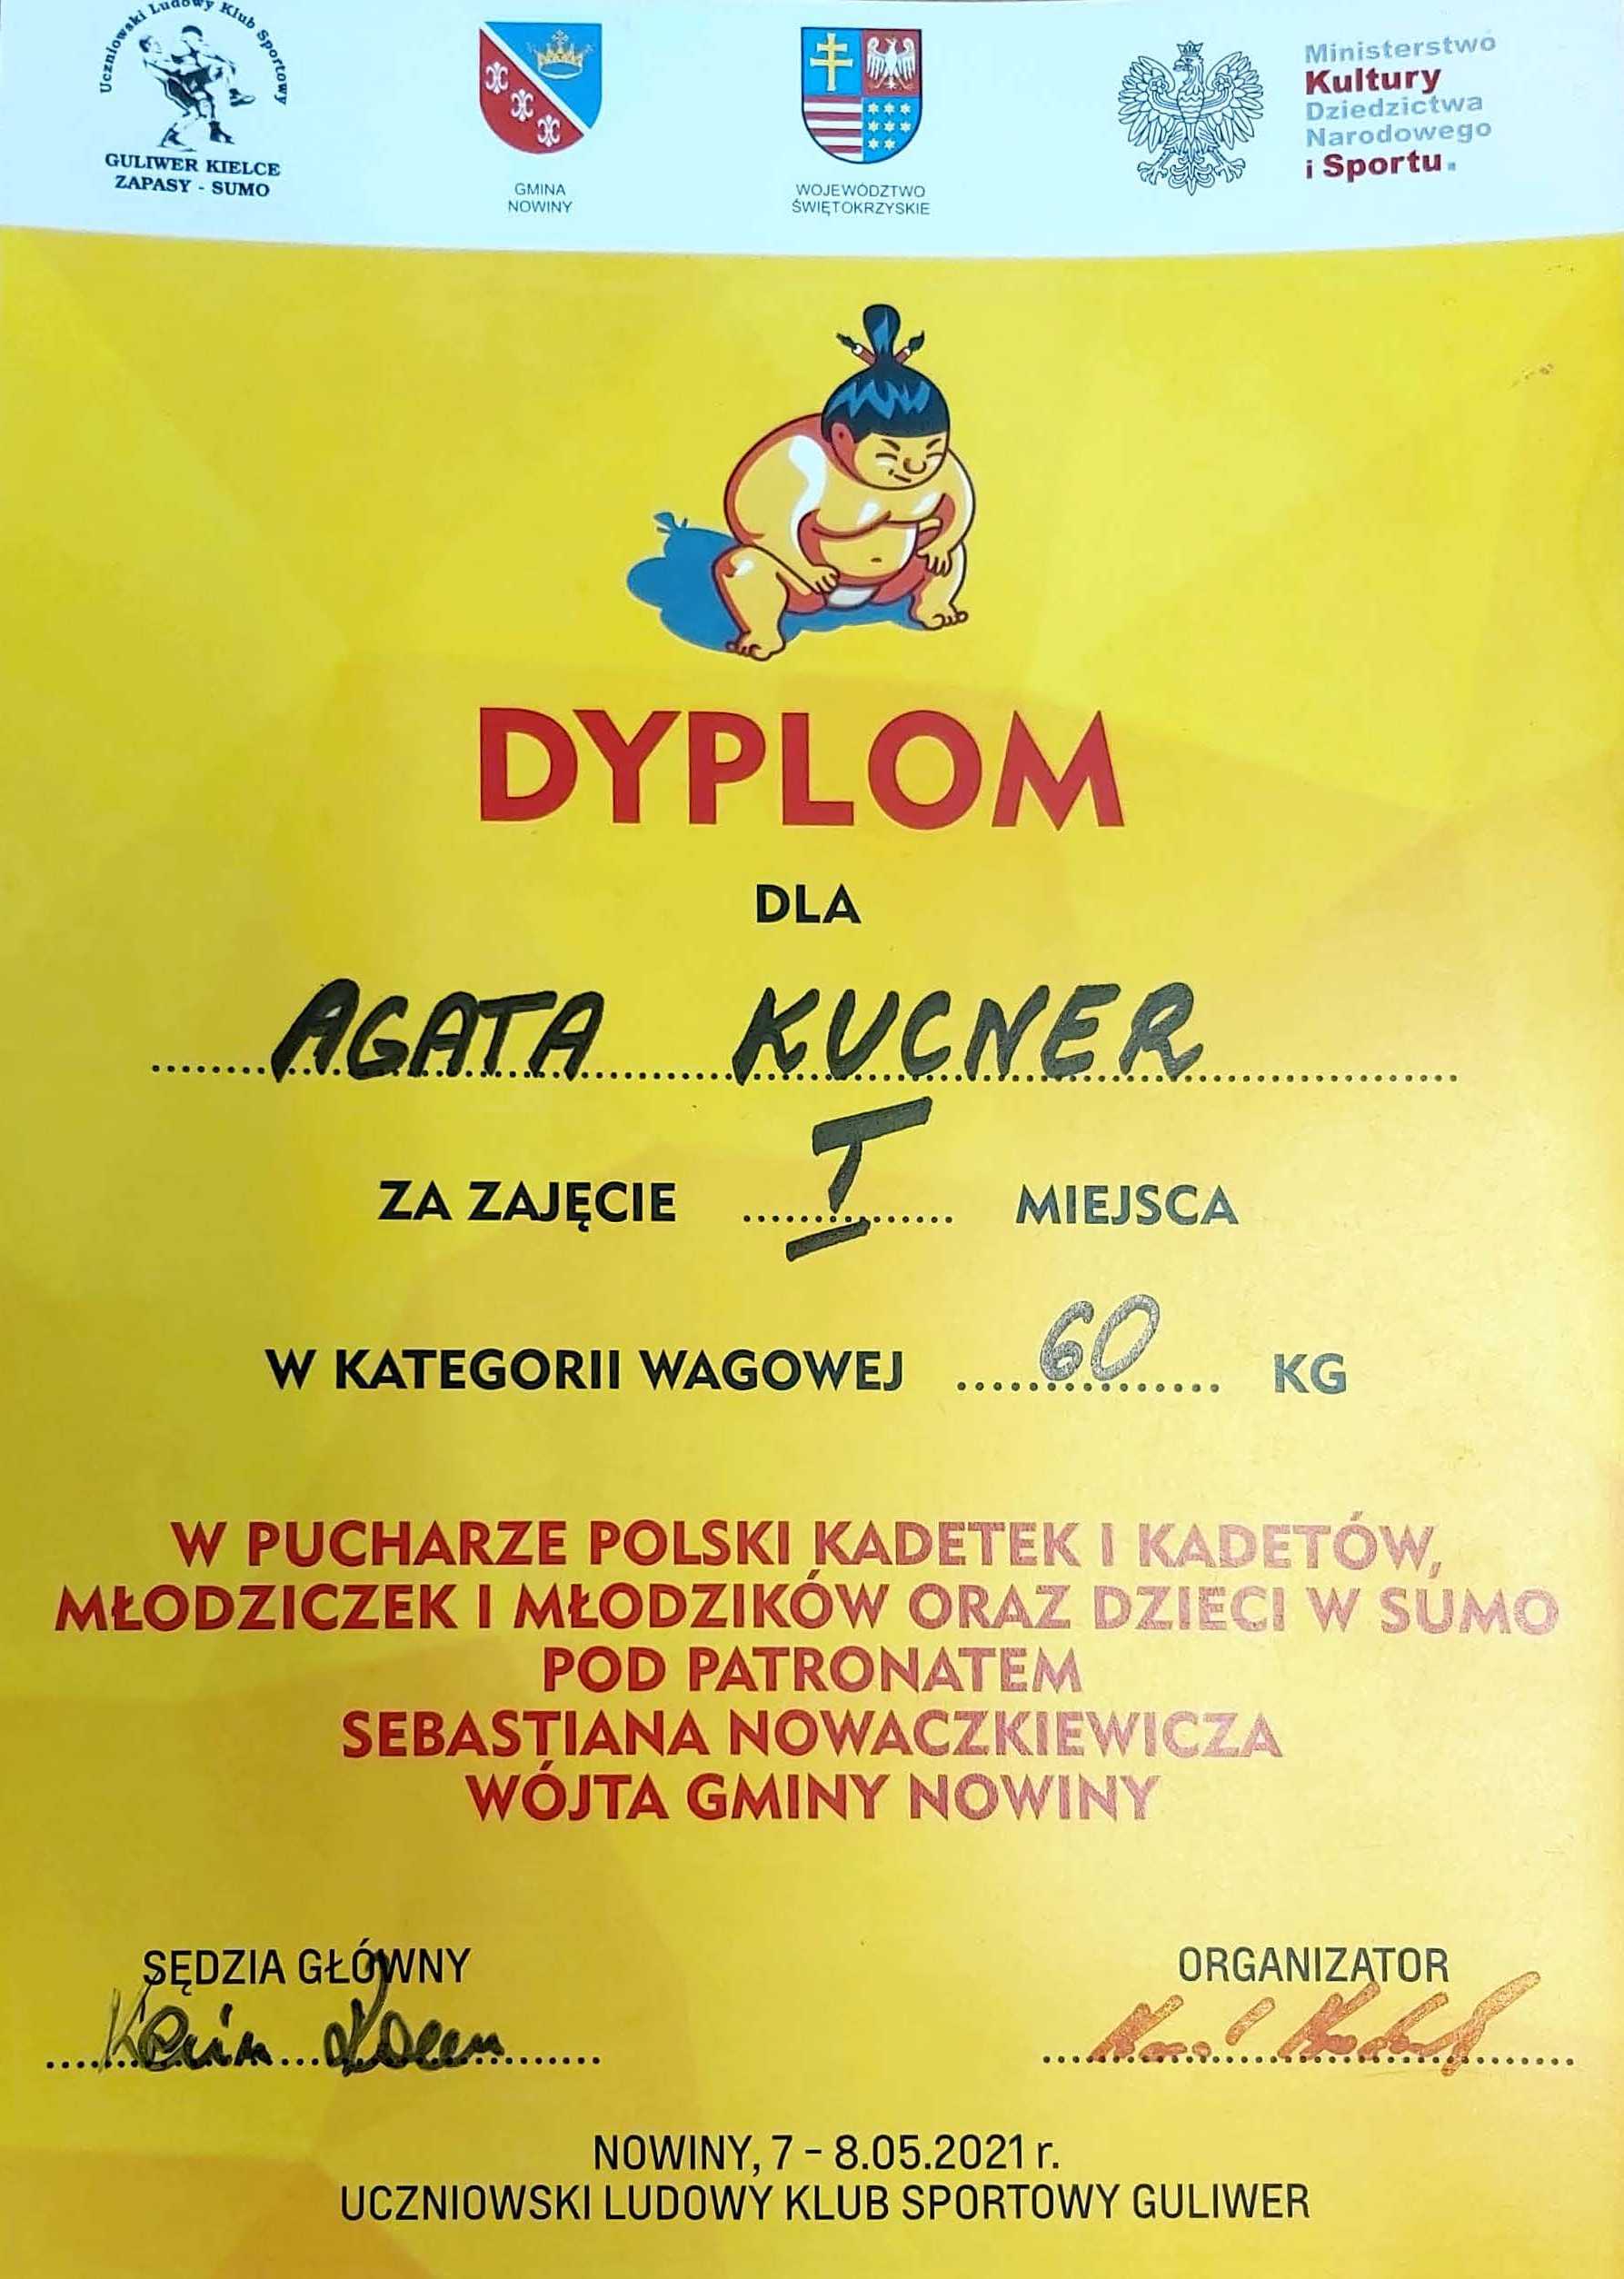 Uczniowski Ludowy Klub Sportowy
GULIWER KIELCE
ZAPASY - SUMO
GMINA
NOWINY
WOJEWÓDZTWO
ŚWIĘTOKRZYSKIE
Ministerstwo
Kultury
Dziedzictwa
Narodowego
i Sportu.
DYPLOM
DLA
AGATA KUCNER
ZA ZAJĘCIE I MIEJSCA
W KATEGORII WAGOWEJ 60 KG
W PUCHARZE POLSKI KADETEK I KADETÓW,
MŁODZICZEK I MŁODZIKÓW ORAZ DZIECI W SUMO
POD PATRONATEM
SEBASTIANA NOWACZKIEWICZA
WÓJTA GMINY NOWINY
SĘDZIA GŁÓWNY
ORGANIZATOR
NOWINY, 7 - 8.05.2021 r.
UCZNIOWSKI LUDOWY KLUB SPORTOWY GULIWER